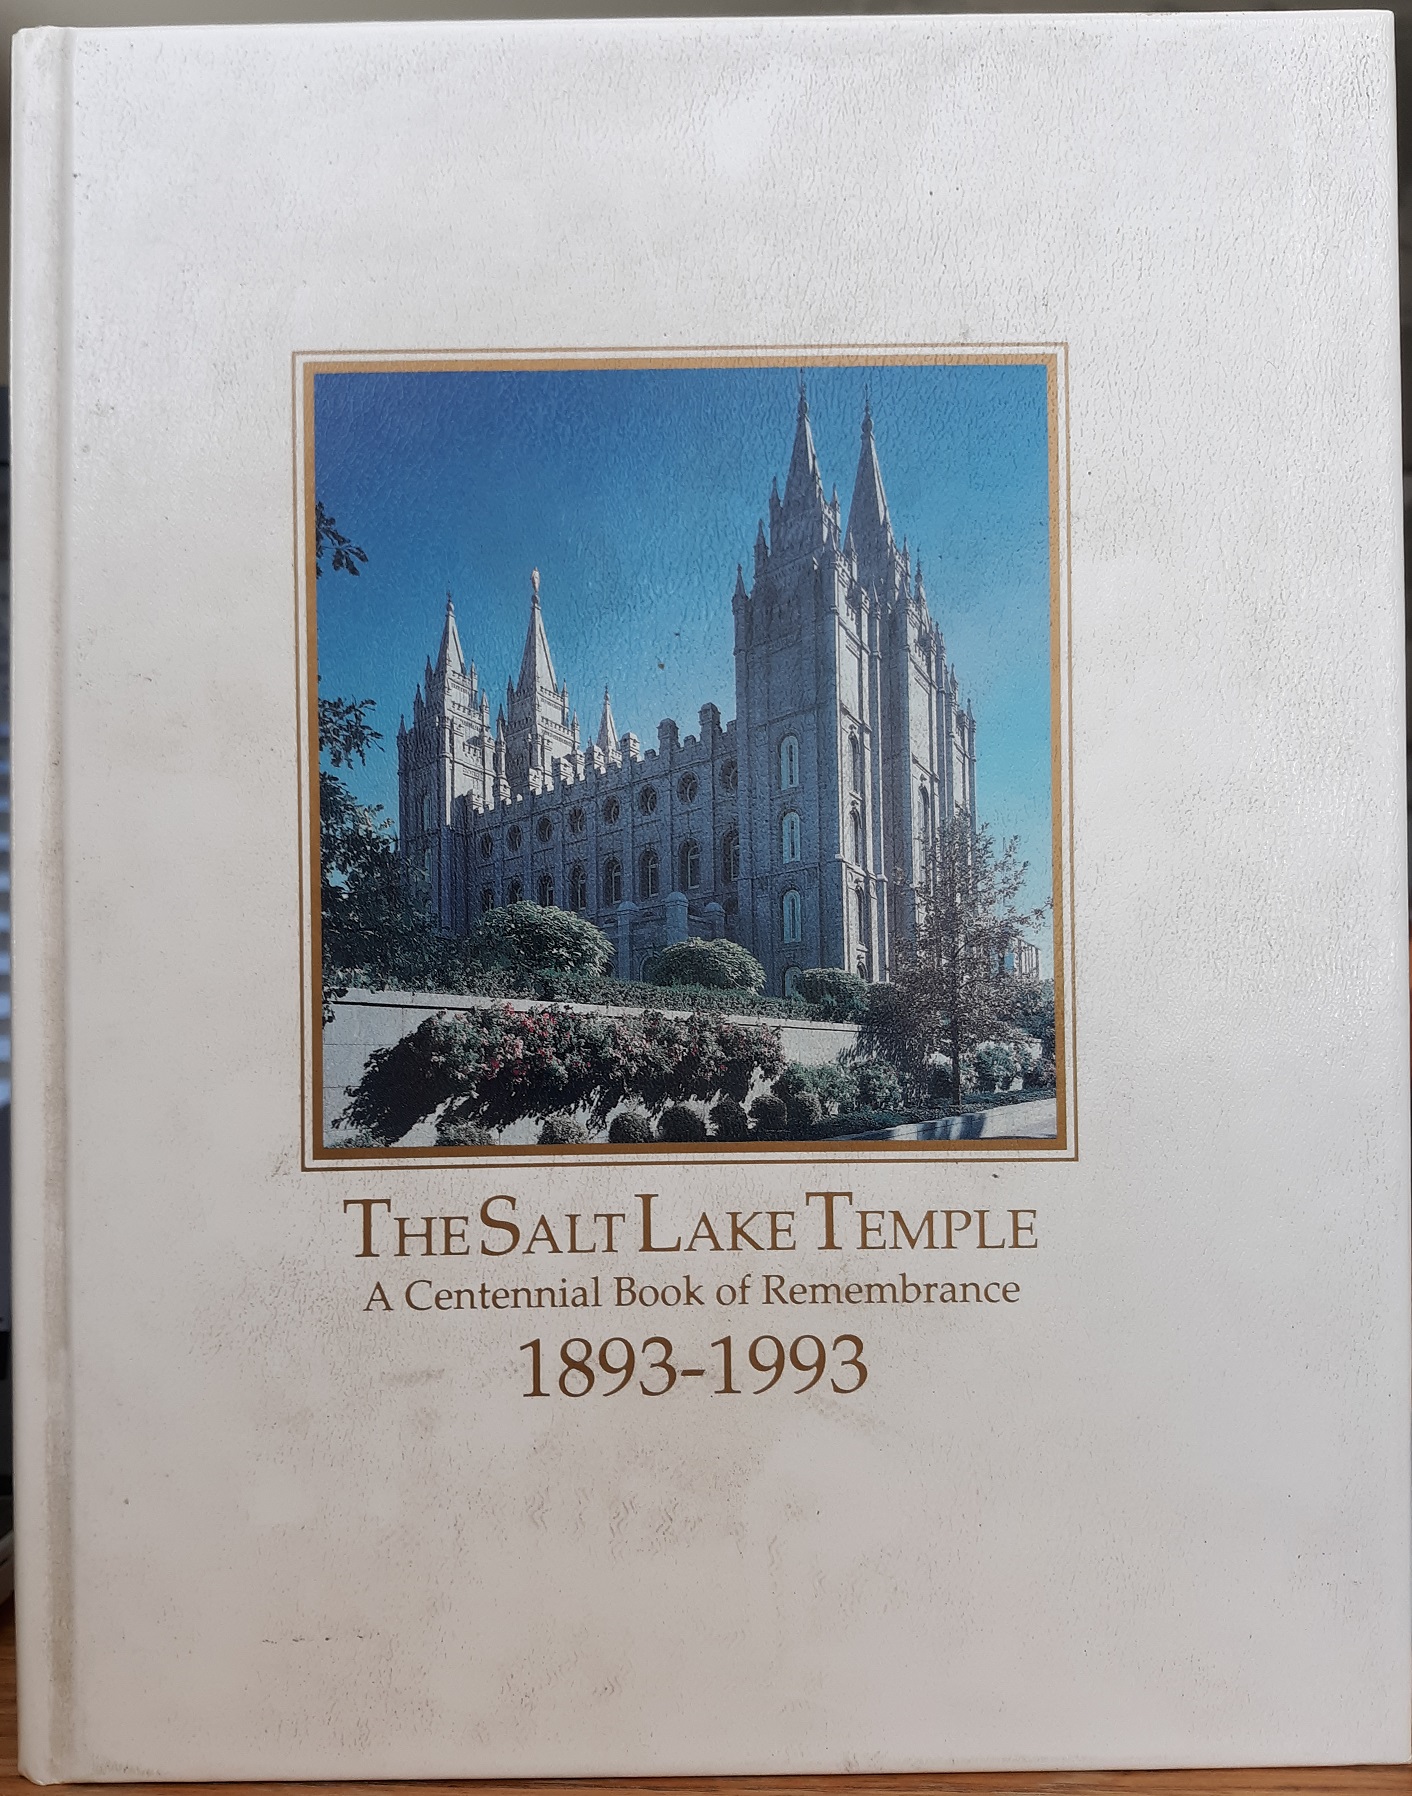 THE SALT LAKE TEMPLE
A Centennial Book of Remembrance
1893-1993